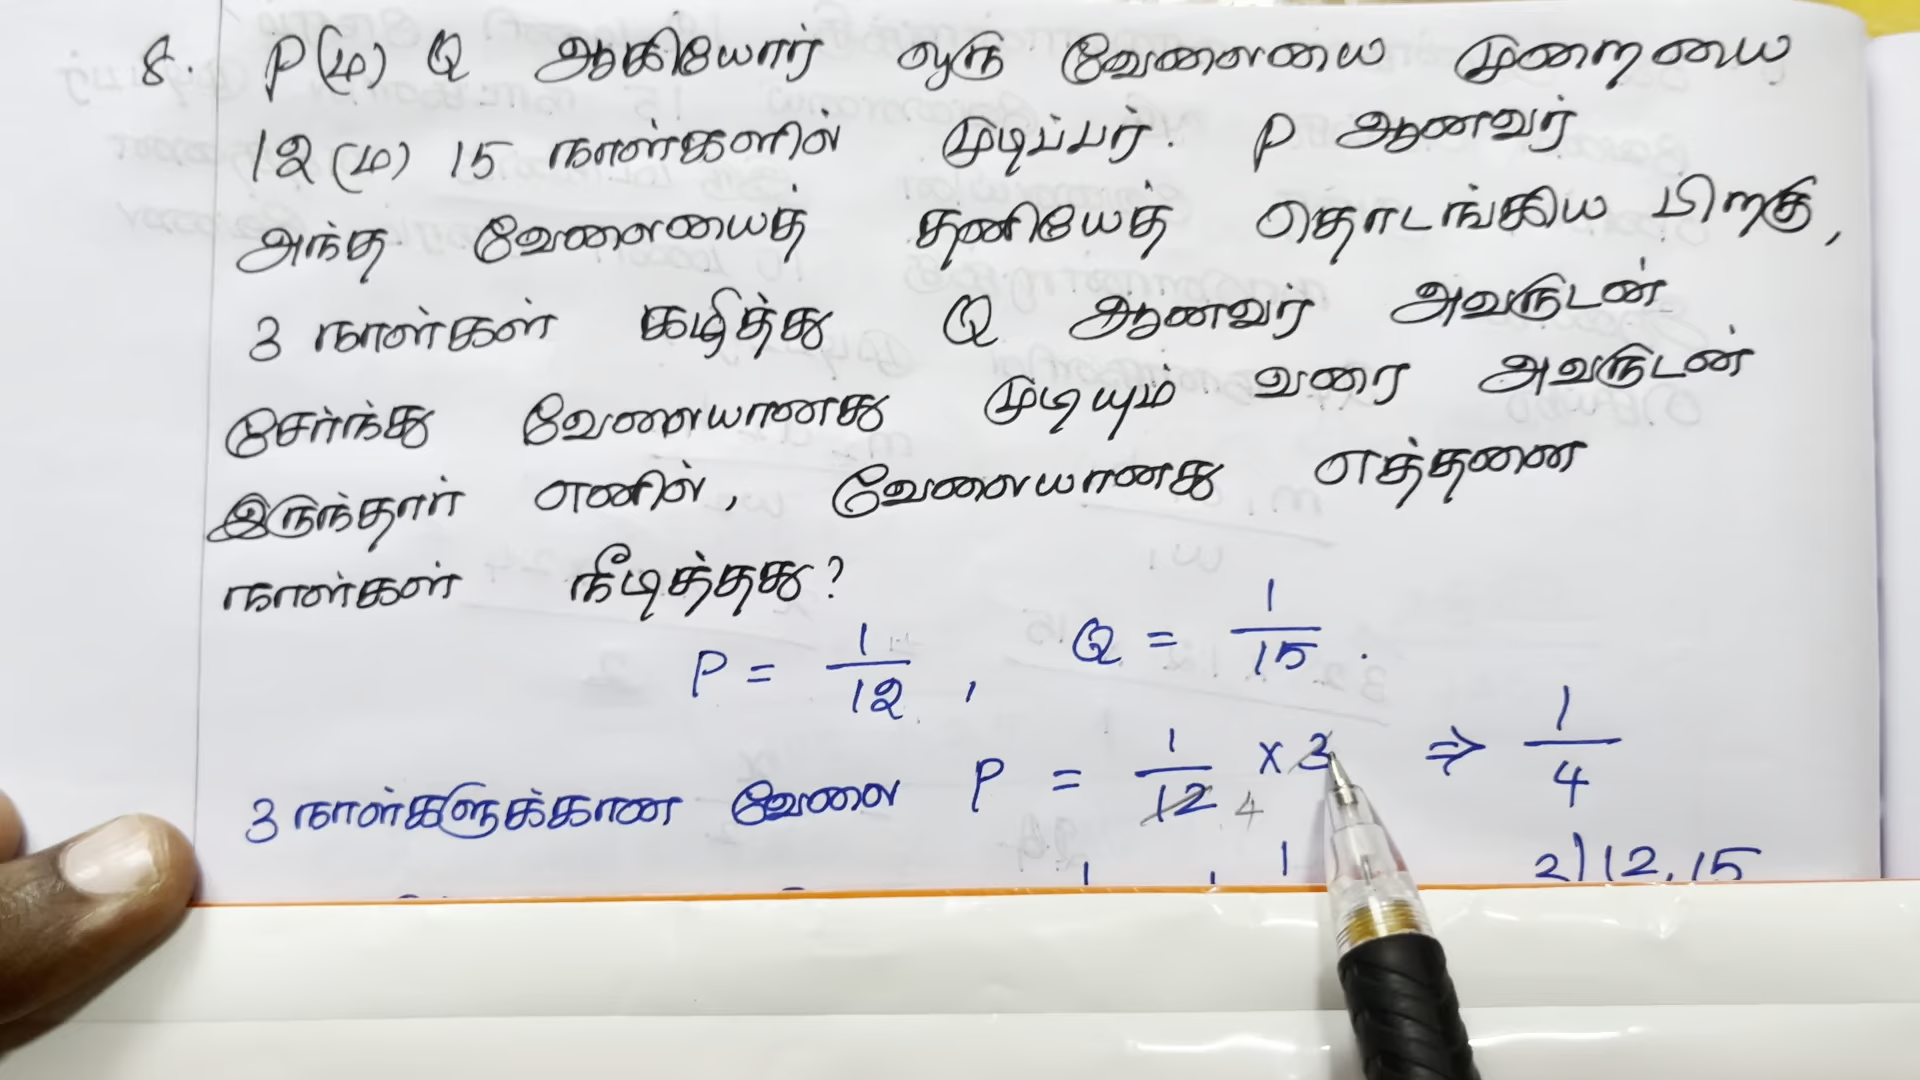 8. P (ம) Q ஆகியோர் ஒரு வேலையை முறையை
12 (ம) 15 நாள்களில் முடிப்பர். P ஆனவர்
அந்த வேலையைத் தனியேத் தொடங்கிய பிறகு,
3 நாள்கள் கழித்து Q ஆனவர் அவருடன்
சேர்ந்து வேலையானது முடியும் வரை அவருடன்
இருந்தார் எனில், வேலையானது எத்தனை
நாள்கள் நீடித்தது?
P = 1/12 , Q = 1/15 .
3 நாள்களுக்கான வேலை P = 1/12 x 3 ⇒ 1/4
4
2)12,15